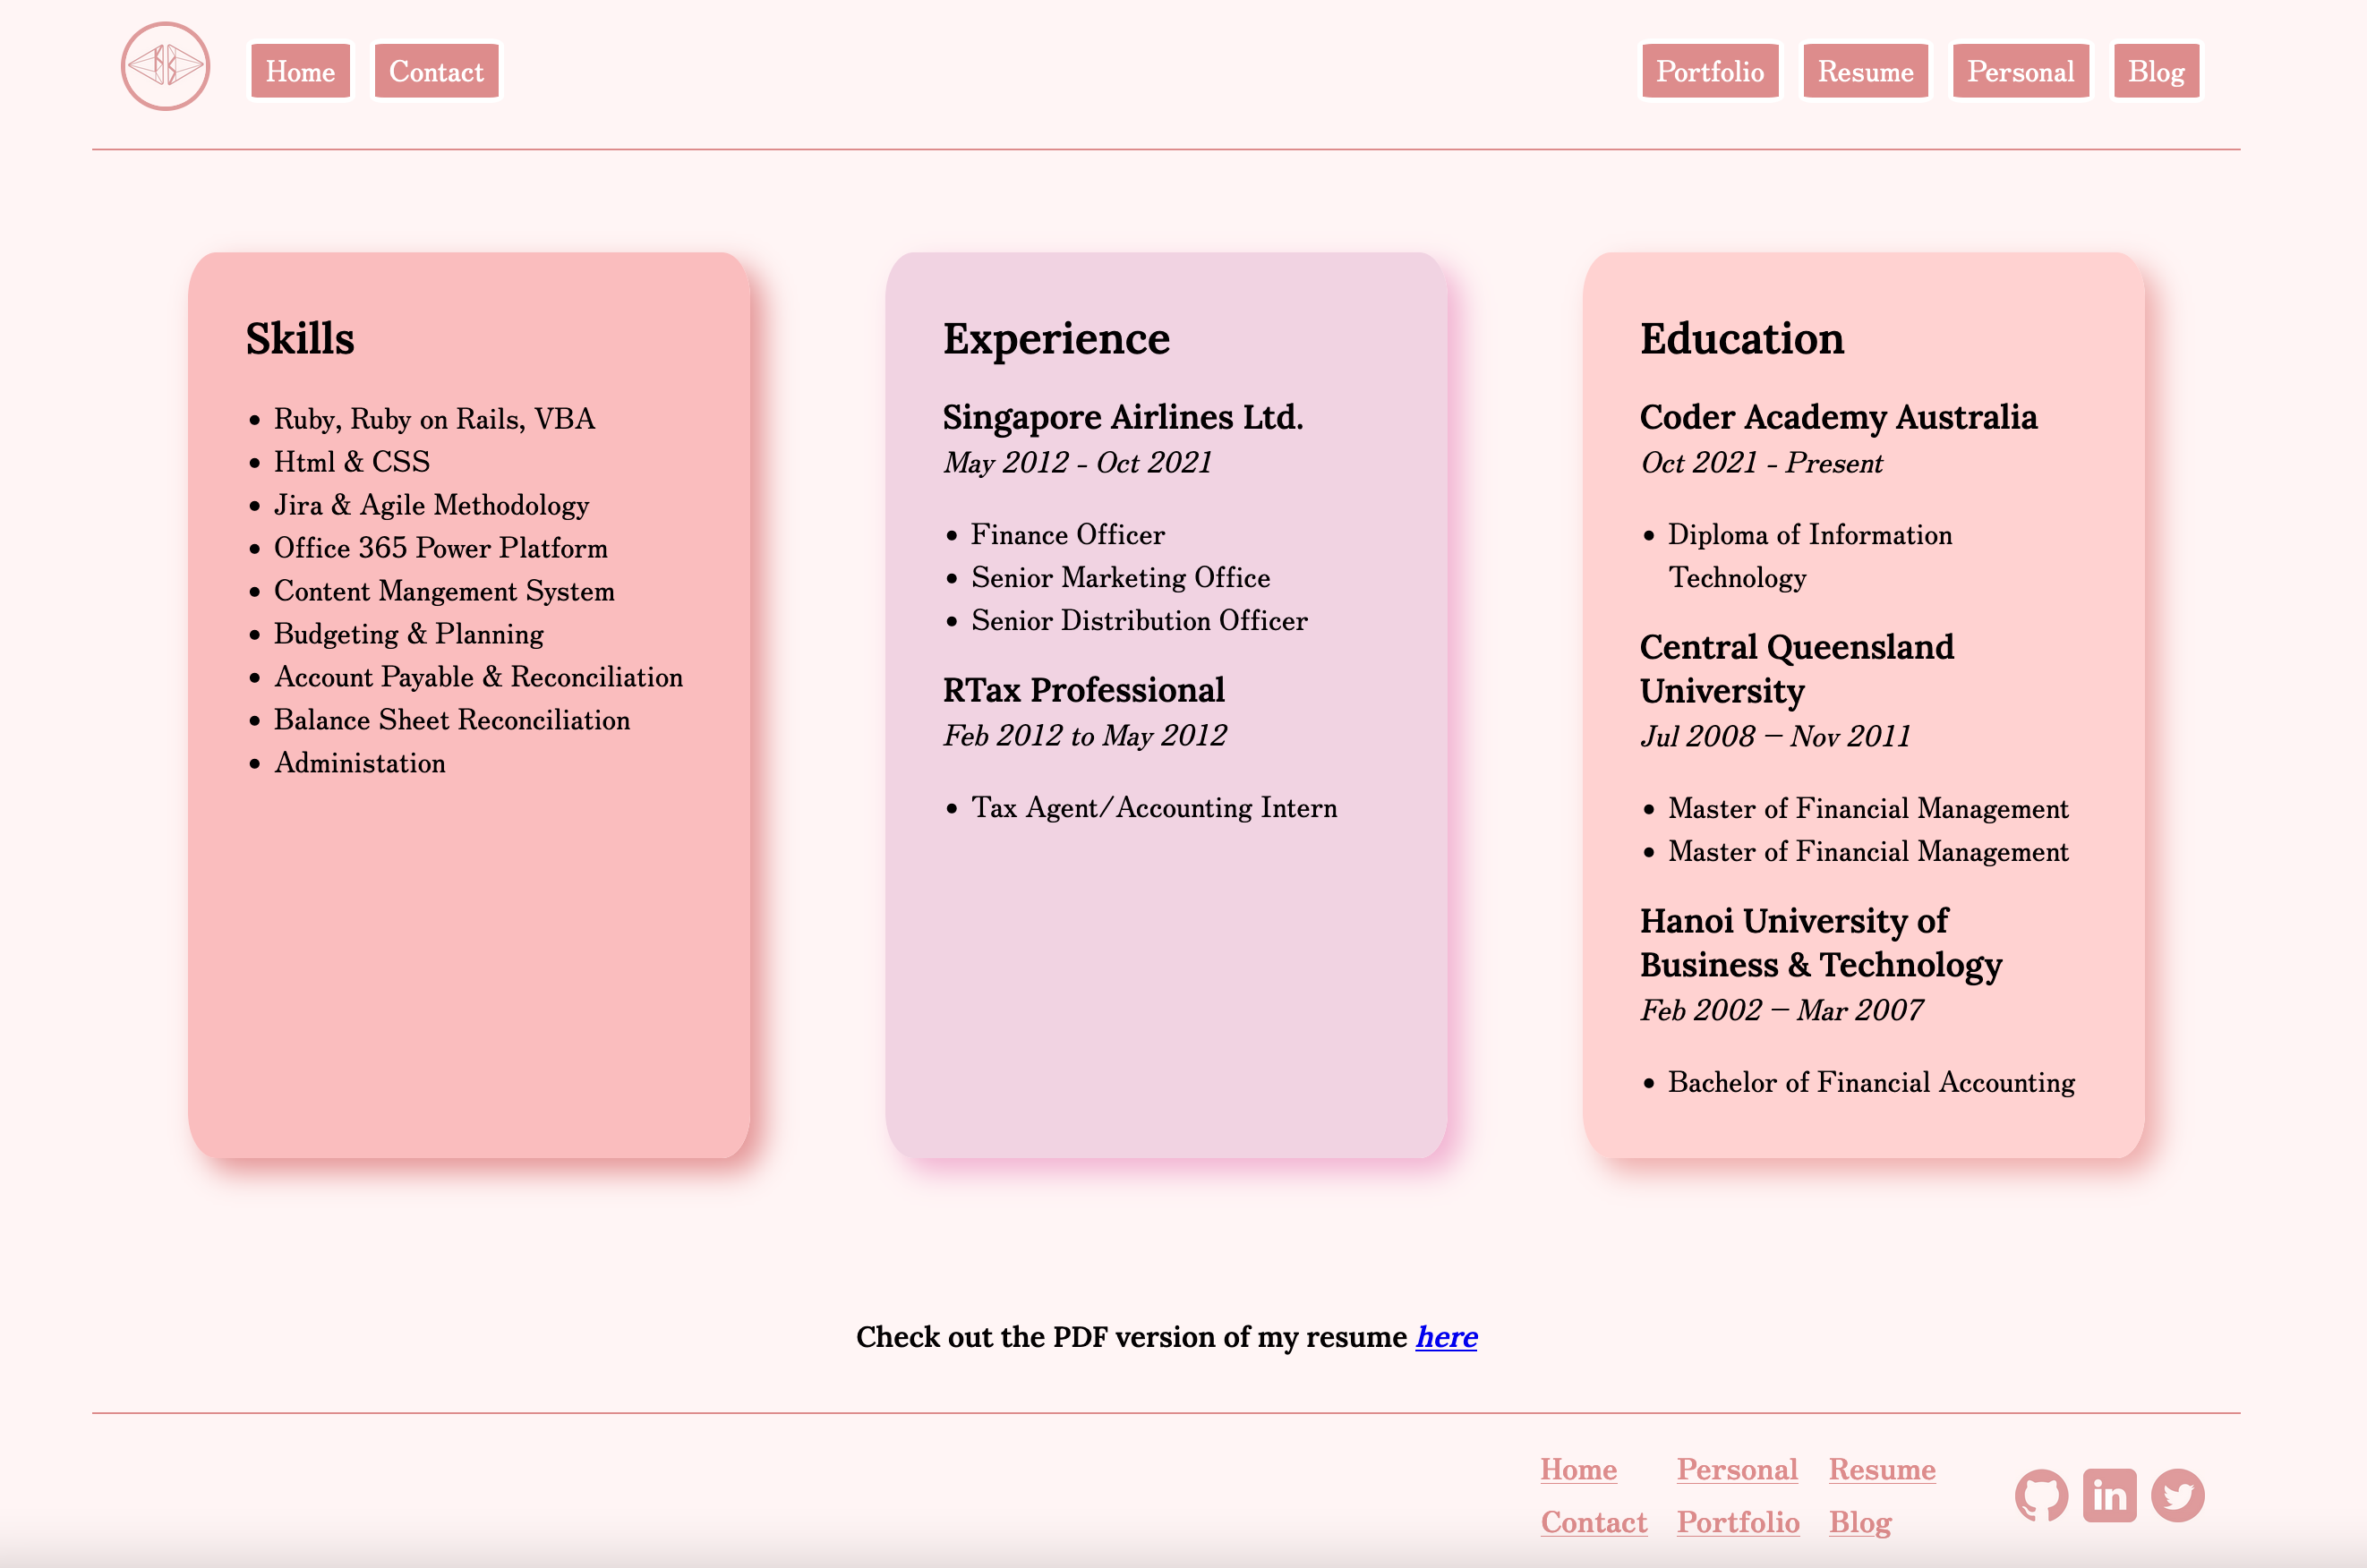 Home Contact Portfolio Resume Personal Blog
Skills
Ruby, Ruby on Rails, VBA
Html & CSS
Jira & Agile Methodology
Office 365 Power Platform
Content Mangement System
Budgeting & Planning
Account Payable & Reconciliation
Balance Sheet Reconciliation
Administation
Experience
Singapore Airlines Ltd.
May 2012 - Oct 2021
Finance Officer
Senior Marketing Office
Senior Distribution Officer
RTax Professional
Feb 2012 to May 2012
Tax Agent/Accounting Intern
Education
Coder Academy Australia
Oct 2021 - Present
Diploma of Information
Technology
Central Queensland
University
Jul 2008 – Nov 2011
Master of Financial Management
Master of Financial Management
Hanoi University of
Business & Technology
Feb 2002 – Mar 2007
Bachelor of Financial Accounting
Check out the PDF version of my resume here
Home Personal Resume
Contact Portfolio Blog
in